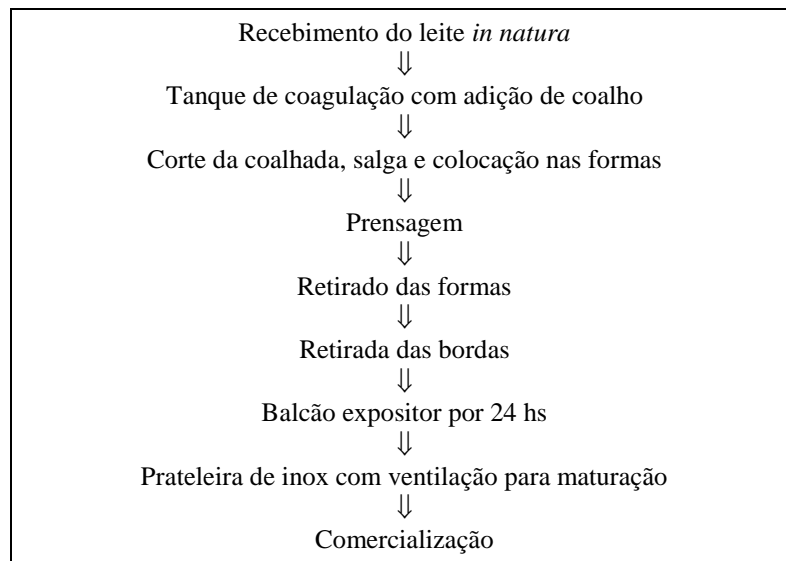 Recebimento do leite in natura
⇓
Tanque de coagulação com adição de coalho
⇓
Corte da coalhada, salga e colocação nas formas
⇓
Prensagem
⇓
Retirado das formas
⇓
Retirada das bordas
⇓
Balcão expositor por 24 hs
⇓
Prateleira de inox com ventilação para maturação
⇓
Comercialização